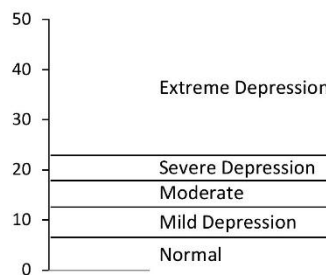 50
40
Extreme Depression
30
20
Severe Depression
Moderate
10
Mild Depression
Normal
0